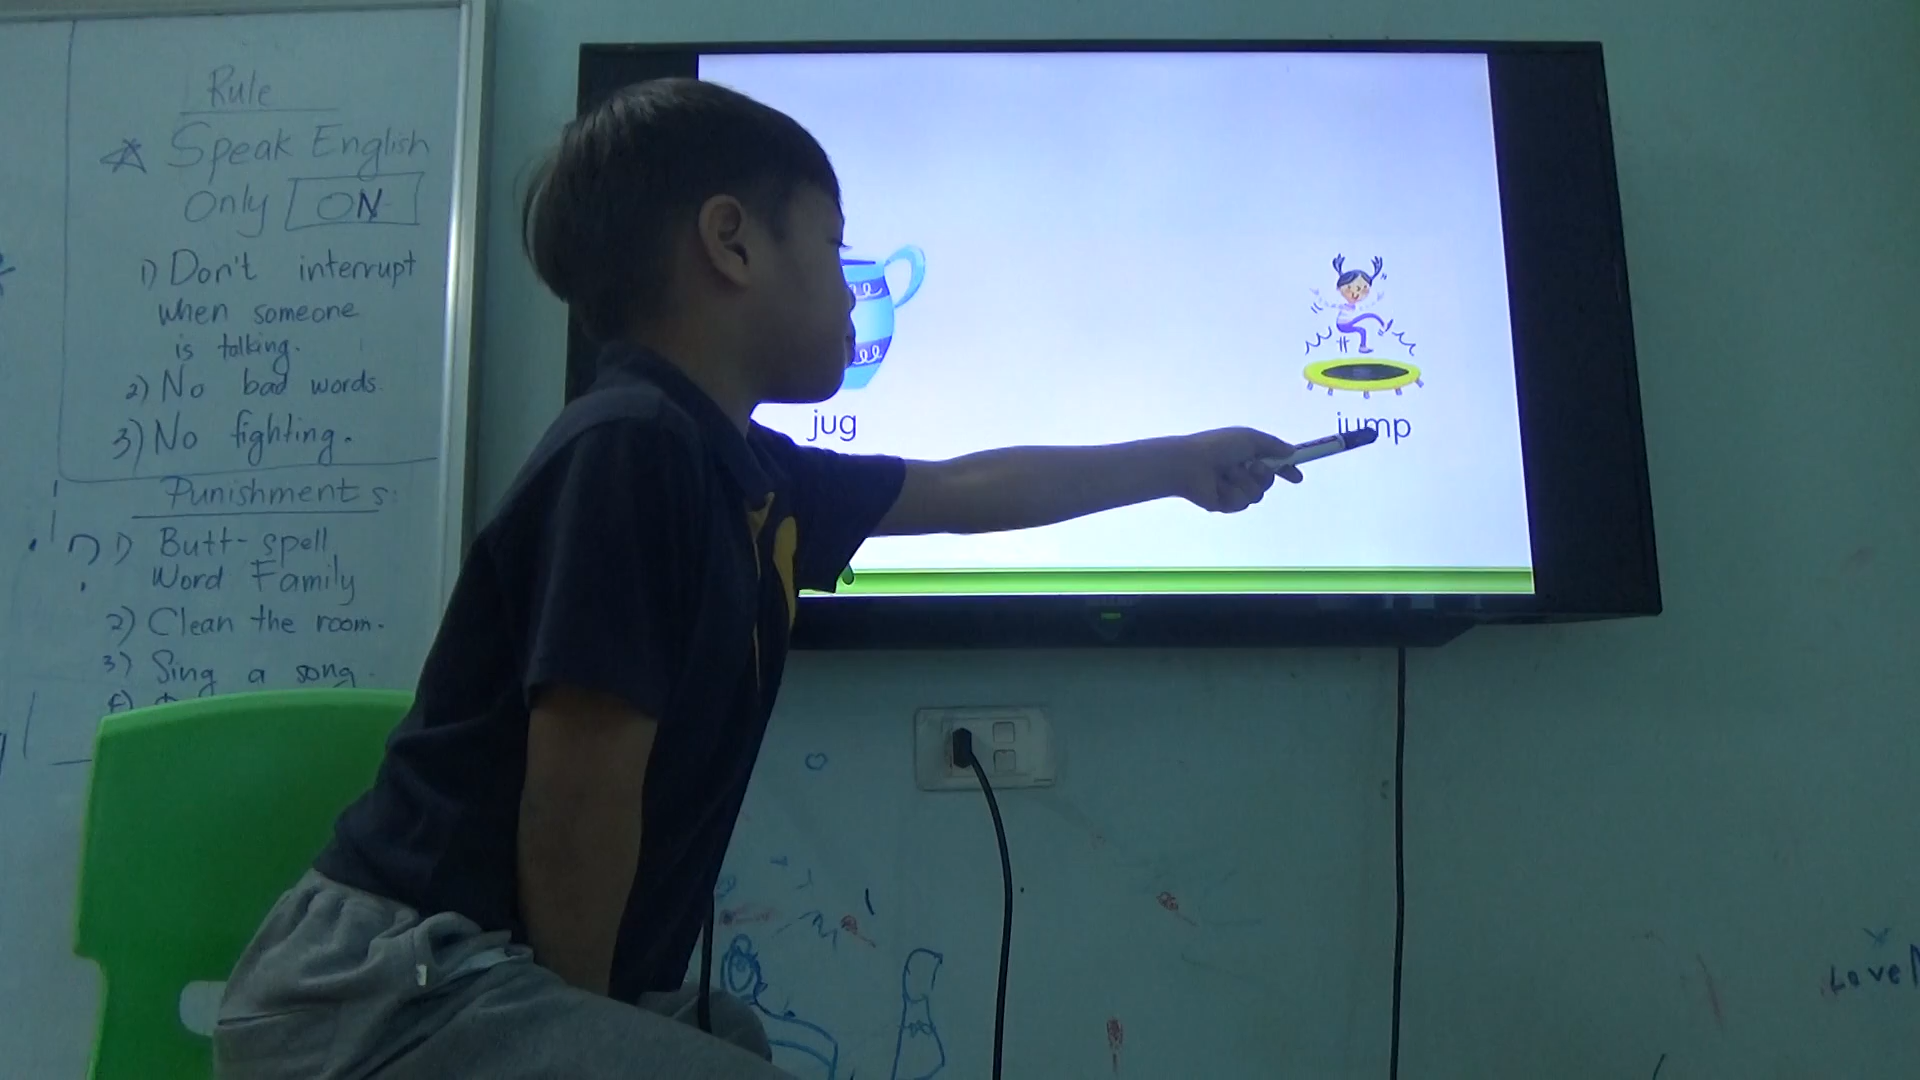 Rule
Speak English
only ON
1) Don't interrupt
when someone
is talking.
2) No bad words.
3) No fighting.
Punishments:
? 1) Butt-spell
Word Family
2) Clean the room.
3) Sing a song.
jug
jump
Love